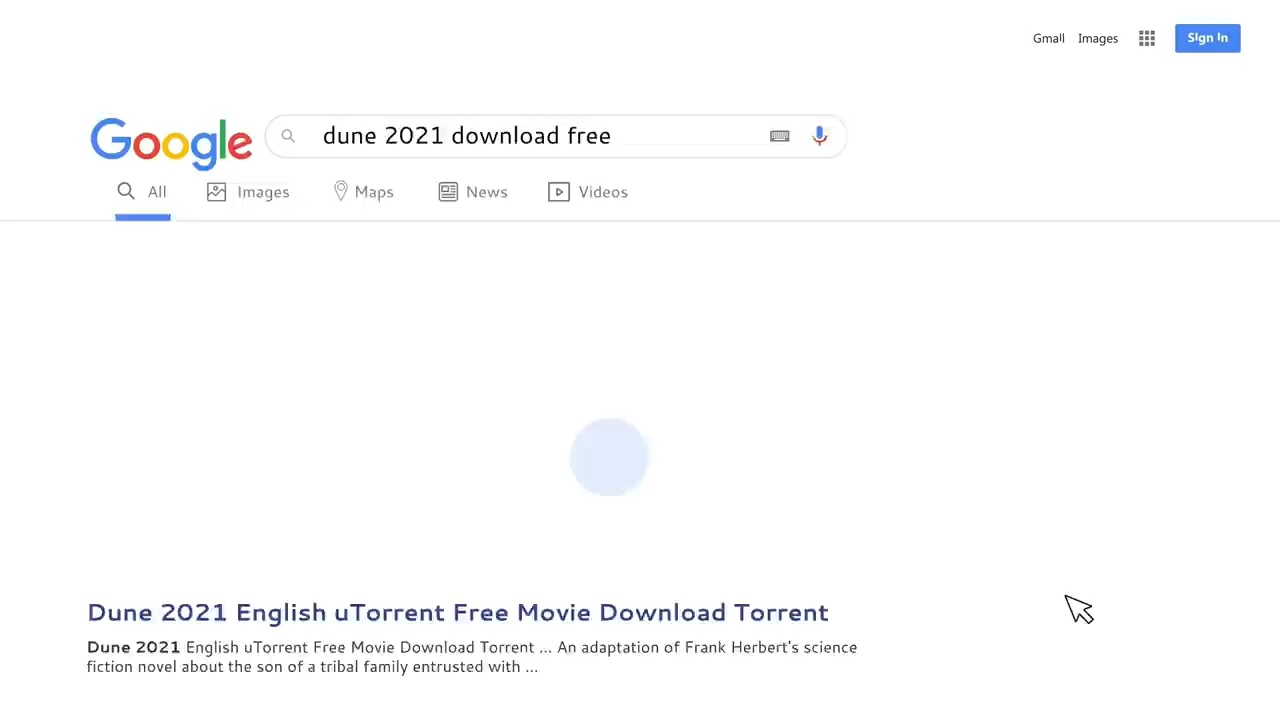 Gmall Images Sign In
Google dune 2021 download free
All Images Maps News Videos
Dune 2021 English uTorrent Free Movie Download Torrent
Dune 2021 English uTorrent Free Movie Download Torrent ... An adaptation of Frank Herbert's science
fiction novel about the son of a tribal family entrusted with ...